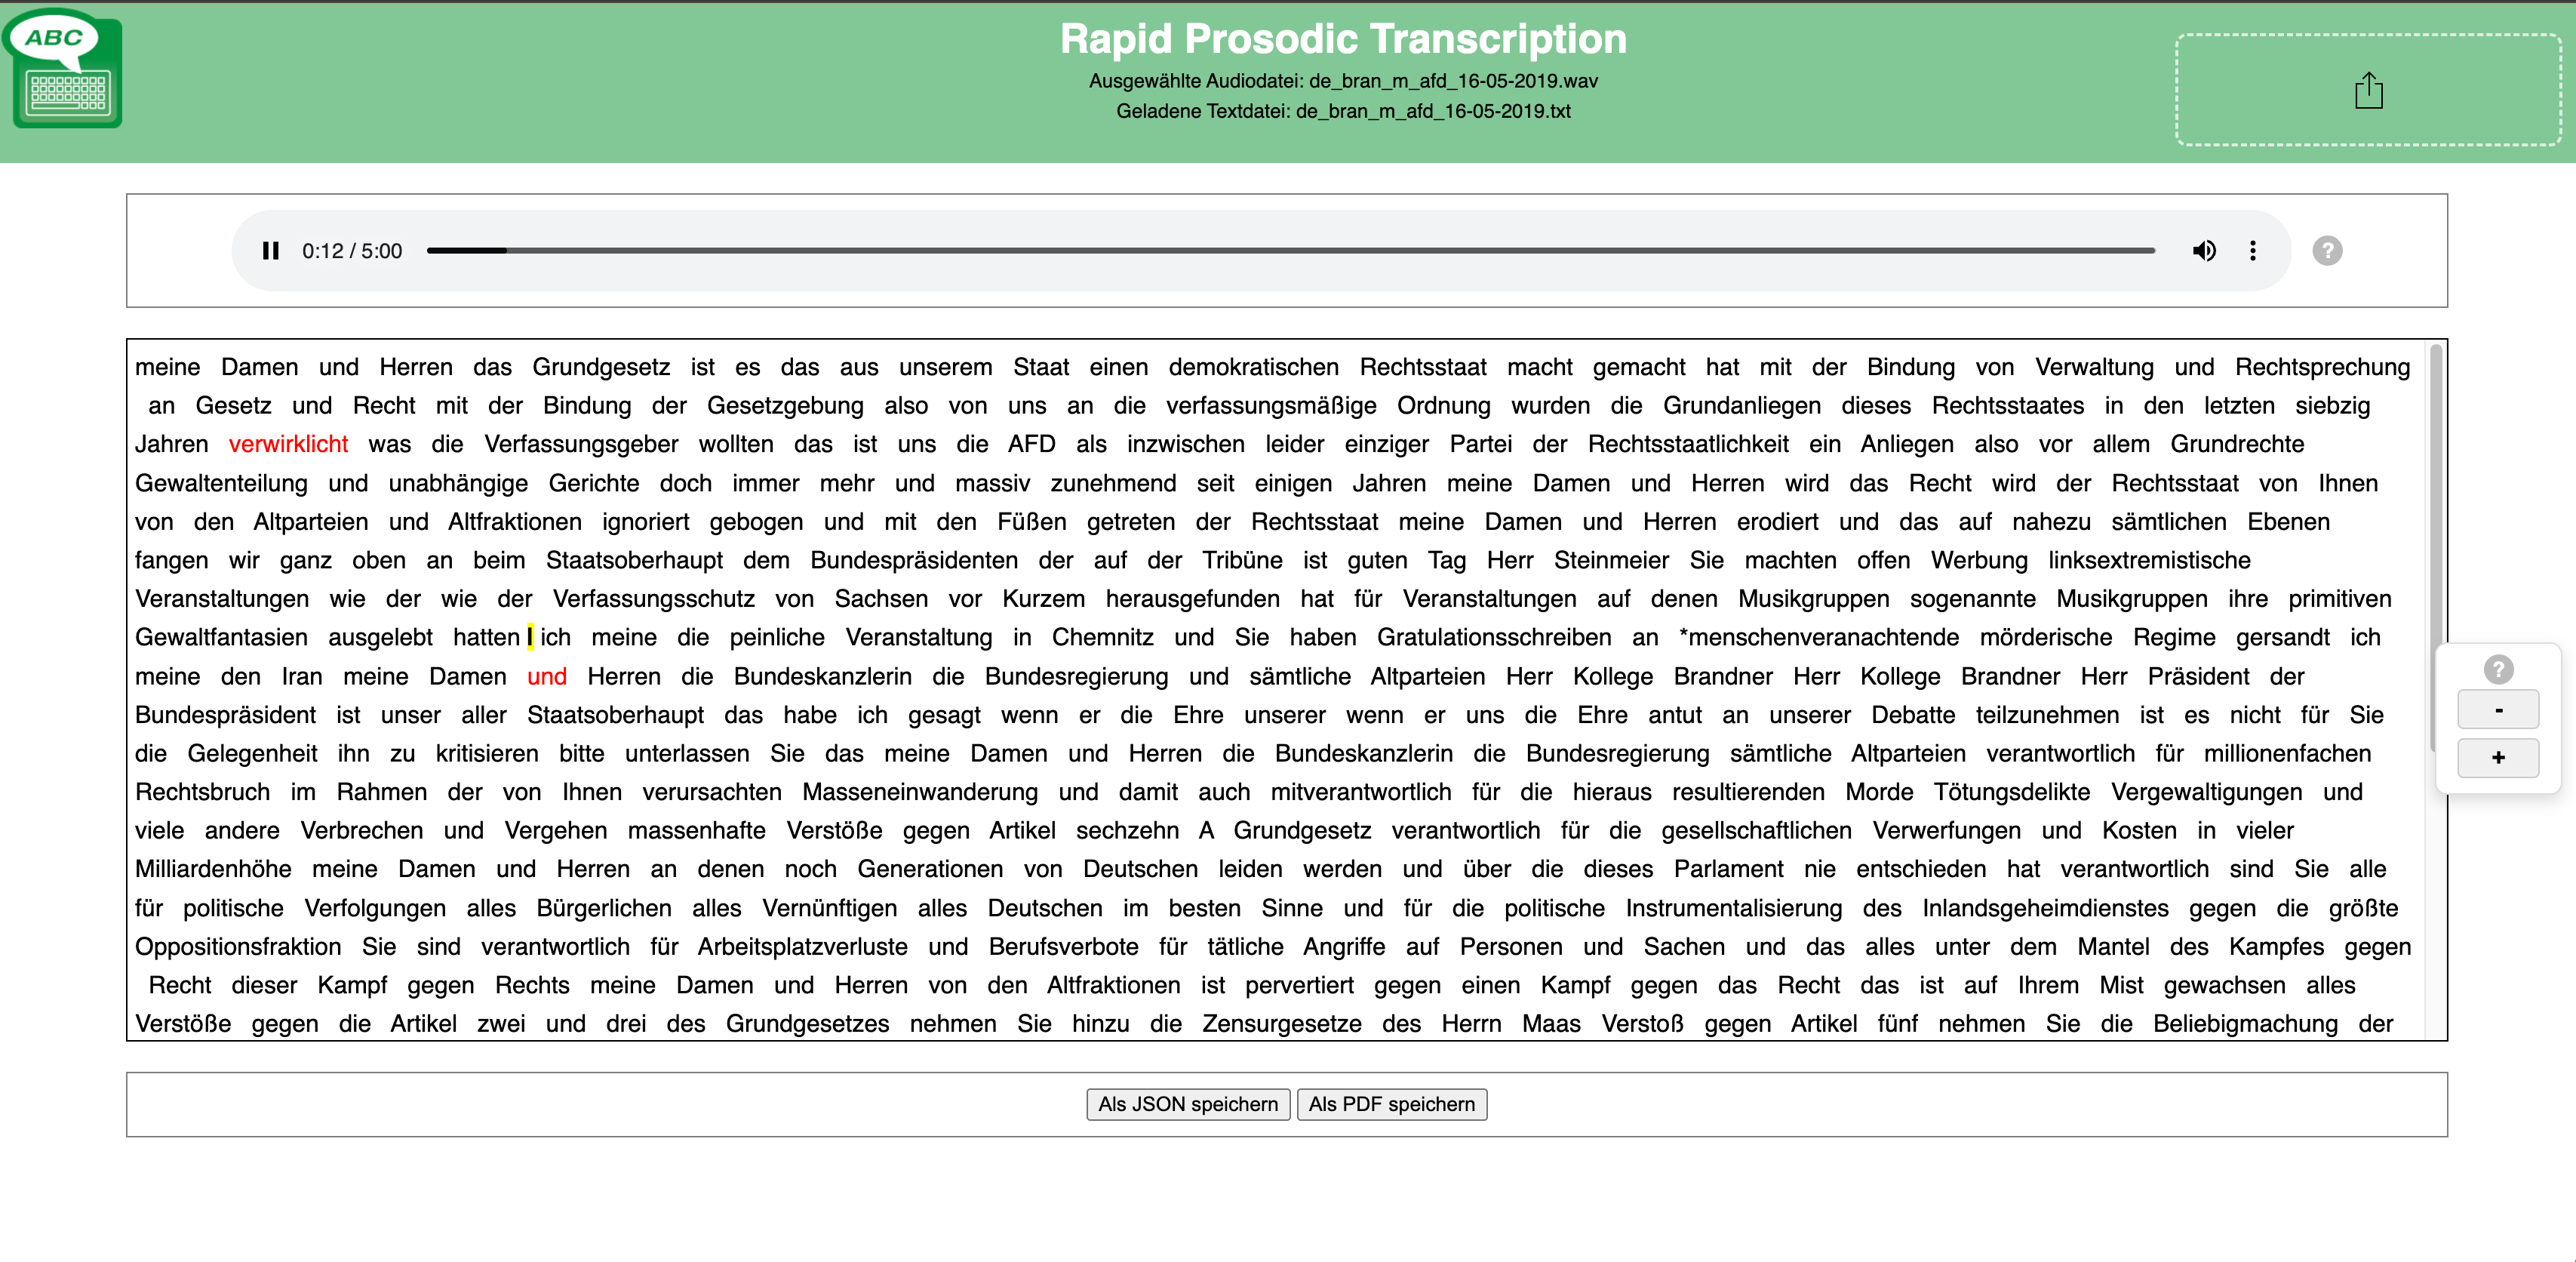 ABC
Rapid Prosodic Transcription
Ausgewählte Audiodatei: de_bran_m_afd_16-05-2019.wav
Geladene Textdatei: de_bran_m_afd_16-05-2019.txt
0:12 / 5:00
?
meine Damen und Herren das Grundgesetz ist es das aus unserem Staat einen demokratischen Rechtsstaat macht gemacht hat mit der Bindung von Verwaltung und Rechtsprechung
an Gesetz und Recht mit der Bindung der Gesetzgebung also von uns an die verfassungsmäßige Ordnung wurden die Grundanliegen dieses Rechtsstaates in den letzten siebzig
Jahren verwirklicht was die Verfassungsgeber wollten das ist uns die AFD als inzwischen leider einziger Partei der Rechtsstaatlichkeit ein Anliegen also vor allem Grundrechte
Gewaltenteilung und unabhängige Gerichte doch immer mehr und massiv zunehmend seit einigen Jahren meine Damen und Herren wird das Recht wird der Rechtsstaat von Ihnen
von den Altparteien und Altfraktionen ignoriert gebogen und mit den Füßen getreten der Rechtsstaat meine Damen und Herren erodiert und das auf nahezu sämtlichen Ebenen
fangen wir ganz oben an beim Staatsoberhaupt dem Bundespräsidenten der auf der Tribüne ist guten Tag Herr Steinmeier Sie machten offen Werbung linksextremistische
Veranstaltungen wie der wie der Verfassungsschutz von Sachsen vor Kurzem herausgefunden hat für Veranstaltungen auf denen Musikgruppen sogenannte Musikgruppen ihre primitiven
Gewaltfantasien ausgelebt hatten | ich meine die peinliche Veranstaltung in Chemnitz und Sie haben Gratulationsschreiben an *menschenveranachtende mörderische Regime gersandt ich
meine den Iran meine Damen und Herren die Bundeskanzlerin die Bundesregierung und sämtliche Altparteien Herr Kollege Brandner Herr Kollege Brandner Herr Präsident der
Bundespräsident ist unser aller Staatsoberhaupt das habe ich gesagt wenn er die Ehre unserer wenn er uns die Ehre antut an unserer Debatte teilzunehmen ist es nicht für Sie
die Gelegenheit ihn zu kritisieren bitte unterlassen Sie das meine Damen und Herren die Bundeskanzlerin die Bundesregierung sämtliche Altparteien verantwortlich für millionenfachen
Rechtsbruch im Rahmen der von Ihnen verursachten Masseneinwanderung und damit auch mitverantwortlich für die hieraus resultierenden Morde Tötungsdelikte Vergewaltigungen und
viele andere Verbrechen und Vergehen massenhafte Verstöße gegen Artikel sechzehn A Grundgesetz verantwortlich für die gesellschaftlichen Verwerfungen und Kosten in vieler
Milliardenhöhe meine Damen und Herren an denen noch Generationen von Deutschen leiden werden und über die dieses Parlament nie entschieden hat verantwortlich sind Sie alle
für politische Verfolgungen alles Bürgerlichen alles Vernünftigen alles Deutschen im besten Sinne und für die politische Instrumentalisierung des Inlandsgeheimdienstes gegen die größte
Oppositionsfraktion Sie sind verantwortlich für Arbeitsplatzverluste und Berufsverbote für tätliche Angriffe auf Personen und Sachen und das alles unter dem Mantel des Kampfes gegen
Recht dieser Kampf gegen Rechts meine Damen und Herren von den Altfraktionen ist pervertiert gegen einen Kampf gegen das Recht das ist auf Ihrem Mist gewachsen alles
Verstöße gegen die Artikel zwei und drei des Grundgesetzes nehmen Sie hinzu die Zensurgesetze des Herrn Maas Verstoß gegen Artikel fünf nehmen Sie die Beliebigmachung der
?
-
+
Als JSON speichern Als PDF speichern